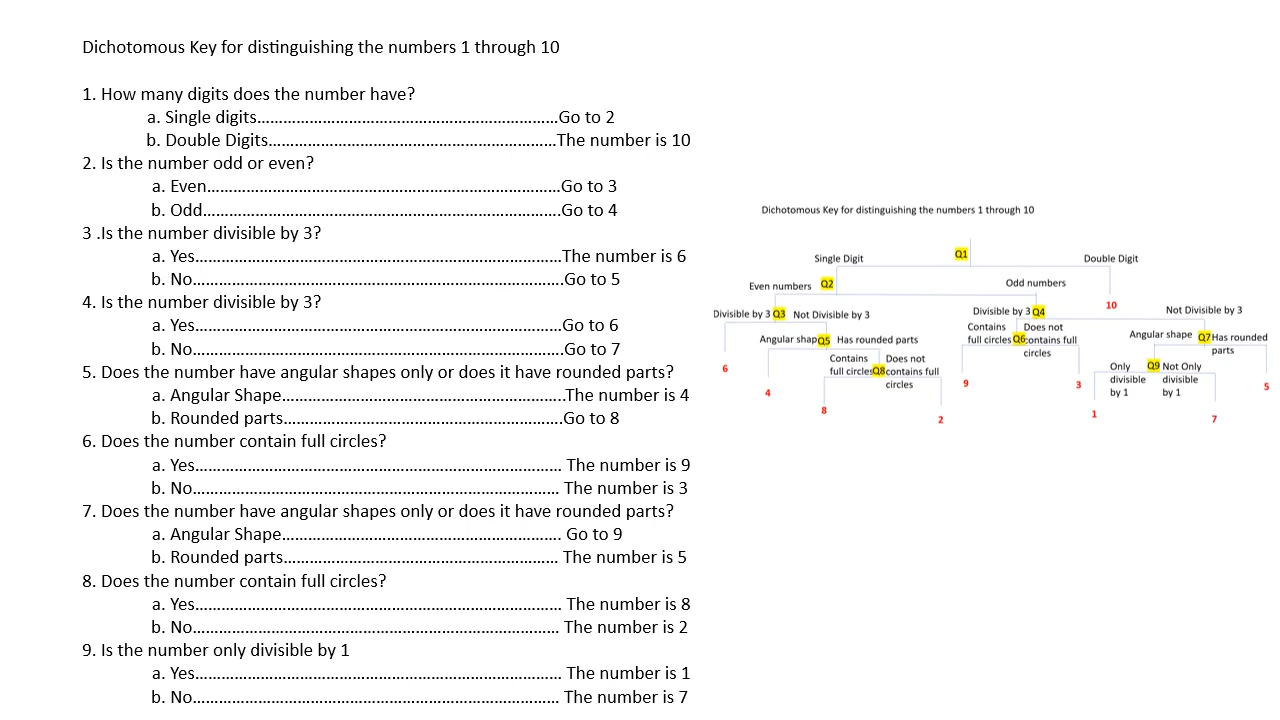 Dichotomous Key for distinguishing the numbers 1 through 10
1. How many digits does the number have?
a. Single digits.......................................................................Go to 2
b. Double Digits....................................................................The number is 10
2. Is the number odd or even?
a. Even...................................................................................Go to 3
b. Odd....................................................................................Go to 4
3 .Is the number divisible by 3?
a. Yes......................................................................................The number is 6
b. No.......................................................................................Go to 5
4. Is the number divisible by 3?
a. Yes......................................................................................Go to 6
b. No.......................................................................................Go to 7
5. Does the number have angular shapes only or does it have rounded parts?
a. Angular Shape...................................................................The number is 4
b. Rounded parts..................................................................Go to 8
6. Does the number contain full circles?
a. Yes...................................................................................... The number is 9
b. No...................................................................................... The number is 3
7. Does the number have angular shapes only or does it have rounded parts?
a. Angular Shape.................................................................. Go to 9
b. Rounded parts................................................................. The number is 5
8. Does the number contain full circles?
a. Yes...................................................................................... The number is 8
b. No...................................................................................... The number is 2
9. Is the number only divisible by 1
a. Yes...................................................................................... The number is 1
b. No...................................................................................... The number is 7
Dichotomous Key for distinguishing the numbers 1 through 10
Q1
Single Digit
Double Digit
Even numbers Q2 Odd numbers
10
Divisible by 3 Q3 Not Divisible by 3
Divisible by 3 Q4 Not Divisible by 3
Angular shap Q5 Has rounded parts
Contains
full circles Q6
Does not
contains full
circles
Angular shape Q7 Has rounded
parts
6
4
Contains
full circles Q8
Does not
contains full
circles
9
3
Only
divisible
by 1
Q9 Not Only
divisible
by 1
5
8
2
1
7